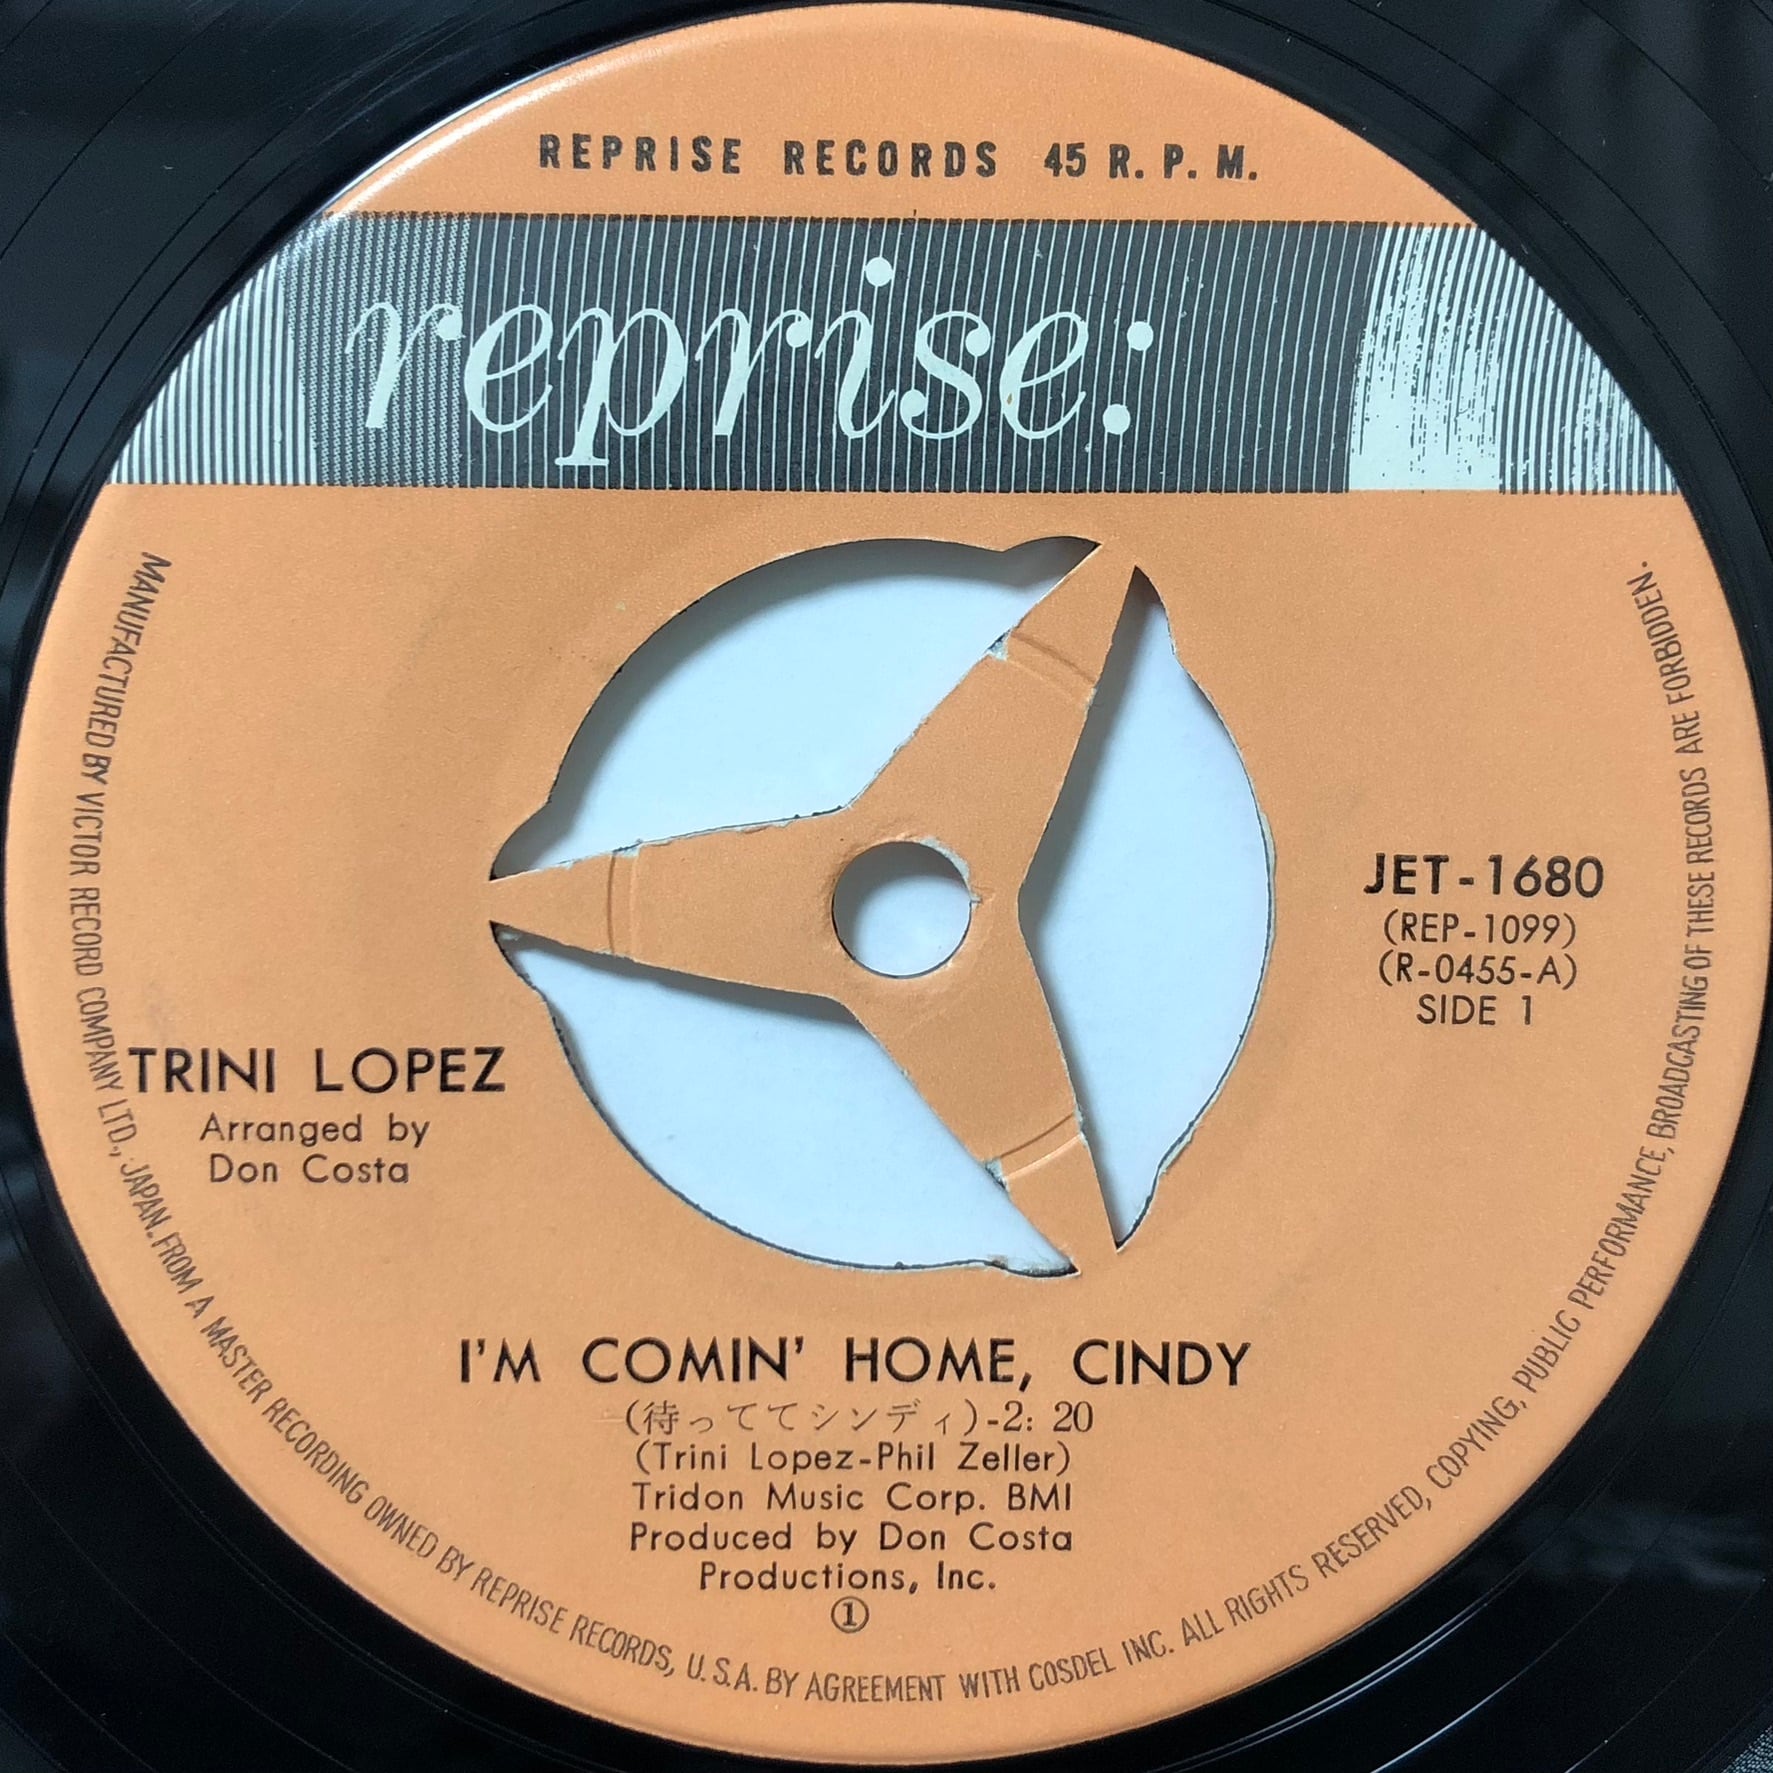 REPRISE RECORDS 45 R. P. M.
reprise:
JET-1680
(REP-1099)
(R-0455-A)
SIDE 1
TRINI LOPEZ
Arranged by
Don Costa
I'M COMIN' HOME, CINDY
(待っててシンディ)-2: 20
(Trini Lopez-Phil Zeller)
Tridon Music Corp. BMI
Produced by Don Costa
Productions, Inc.
①
MANUFACTURED BY VICTOR RECORD COMPANY LTD., JAPAN. FROM A MASTER RECORDING OWNED BY REPRISE RECORDS, U.S.A. BY AGREEMENT WITH COSDEL INC. ALL RIGHTS RESERVED, COPYING, PUBLIC PERFORMANCE, BROADCASTING OF THESE RECORDS ARE FORBIDDEN.